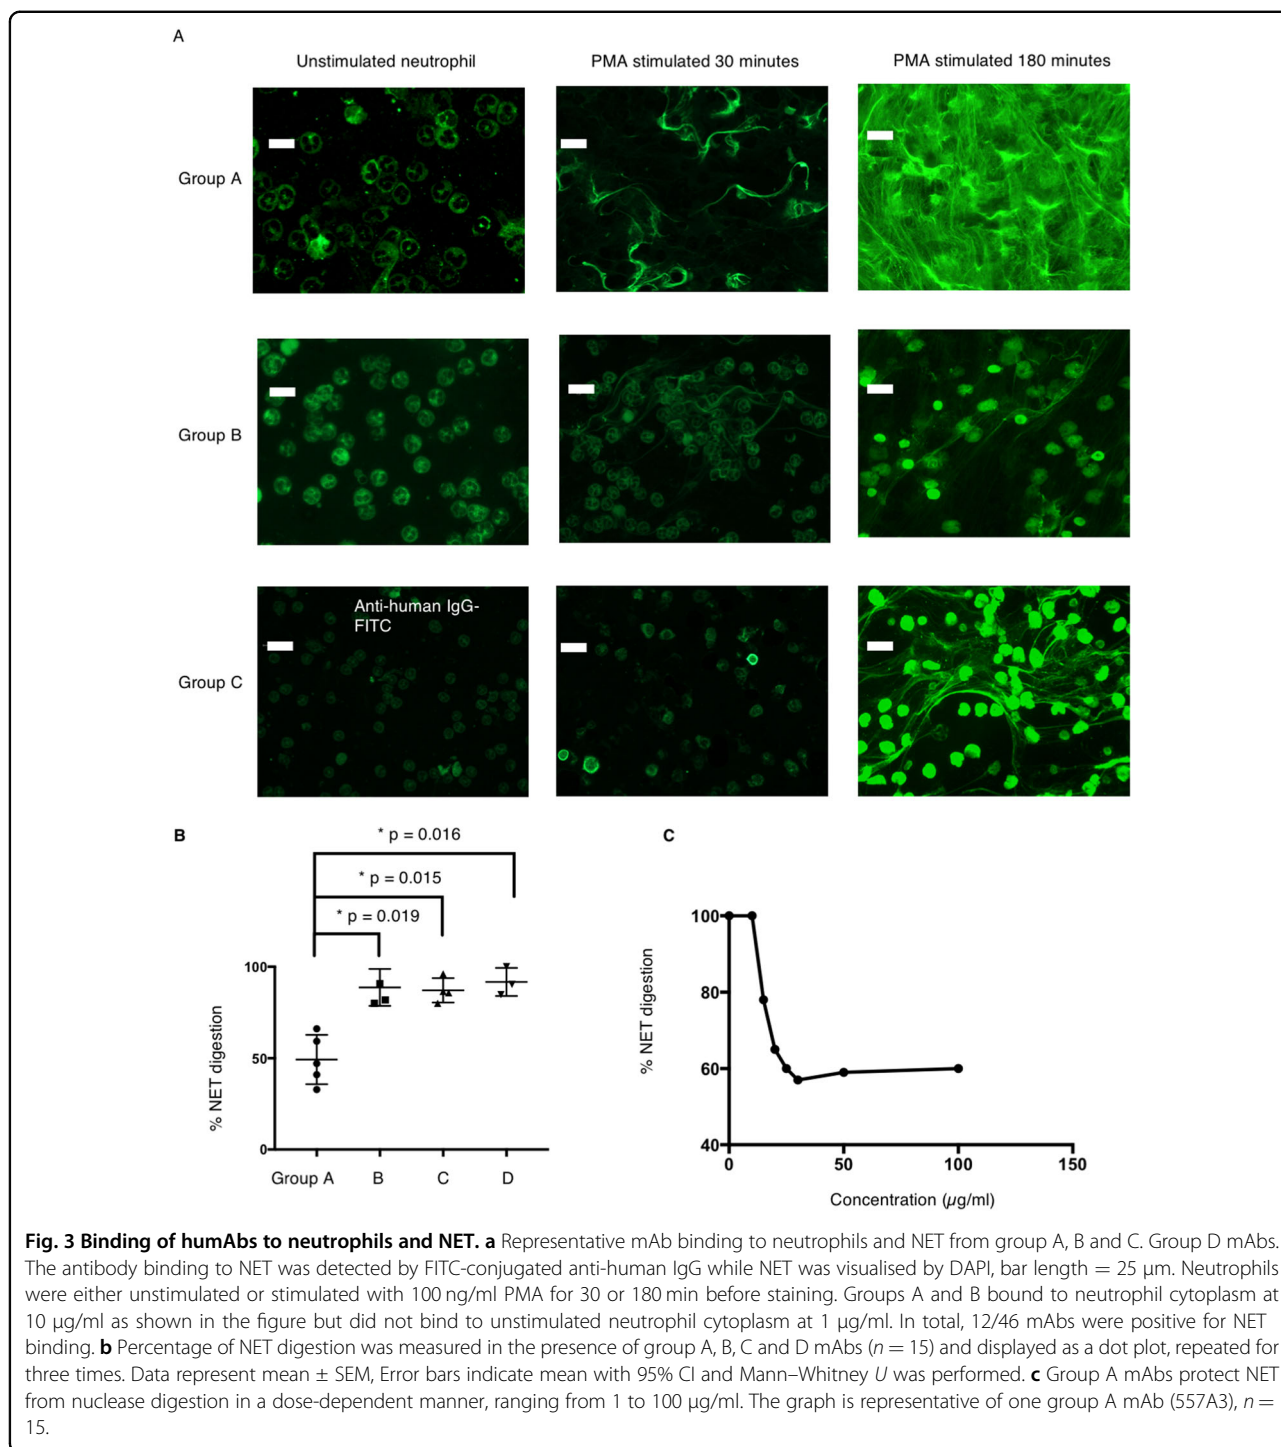 A
Unstimulated neutrophil
PMA stimulated 30 minutes
PMA stimulated 180 minutes
Group A
Group B
Anti-human IgG-
FITC
Group C
B
* p = 0.016
* p = 0.015
* p = 0.019
% NET digestion
100
50
0
Group A
B
C
D
C
% NET digestion
100
80
60
40
0
50
100
150
Concentration (µg/ml)
Fig. 3 Binding of humAbs to neutrophils and NET. a Representative mAb binding to neutrophils and NET from group A, B and C. Group D mAbs.
The antibody binding to NET was detected by FITC-conjugated anti-human IgG while NET was visualised by DAPI, bar length = 25 µm. Neutrophils
were either unstimulated or stimulated with 100 ng/ml PMA for 30 or 180 min before staining. Groups A and B bound to neutrophil cytoplasm at
10 µg/ml as shown in the figure but did not bind to unstimulated neutrophil cytoplasm at 1 µg/ml. In total, 12/46 mAbs were positive for NET
binding. b Percentage of NET digestion was measured in the presence of group A, B, C and D mAbs (n = 15) and displayed as a dot plot, repeated for
three times. Data represent mean ± SEM, Error bars indicate mean with 95% CI and Mann–Whitney U was performed. c Group A mAbs protect NET
from nuclease digestion in a dose-dependent manner, ranging from 1 to 100 µg/ml. The graph is representative of one group A mAb (557A3), n =
15.